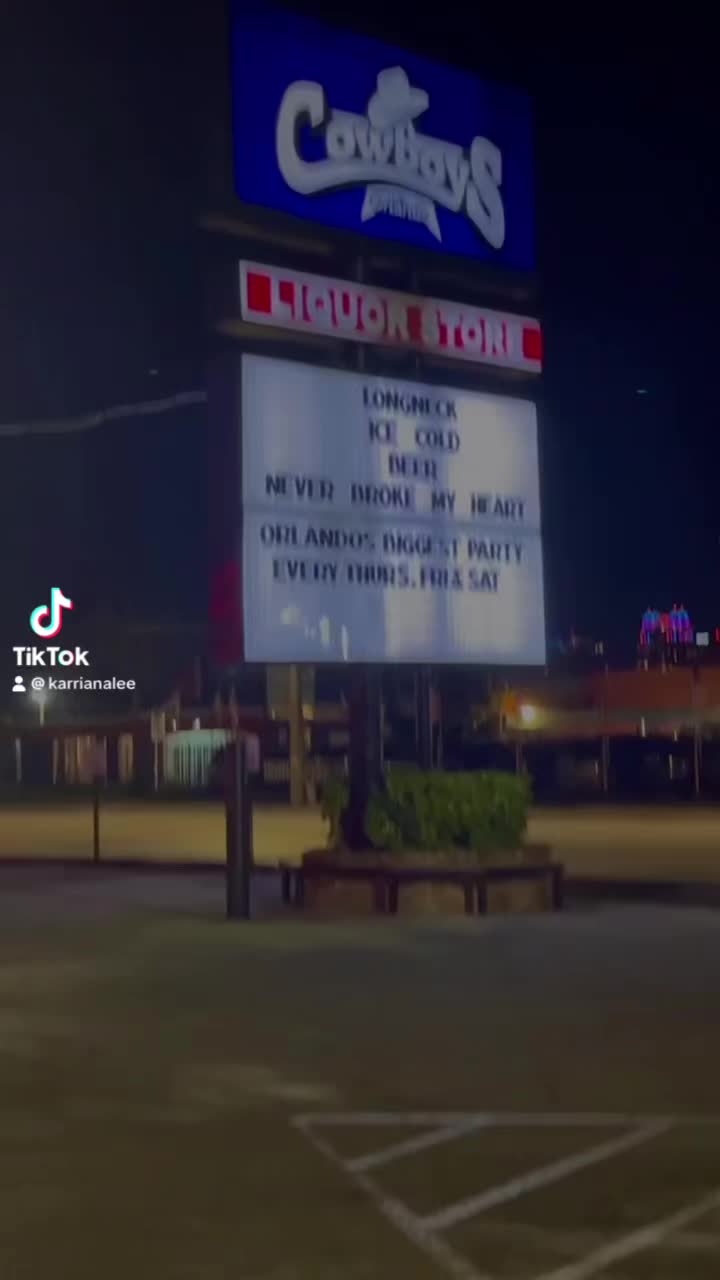 Cowboys
LIQUOR STORE
LONGNECK
ICE COLD
BEER
NEVER BROKE MY HEART
ORLANDOS BIGGEST PARTY
EVERY THURS. FRI & SAT
TikTok
@karrianalee